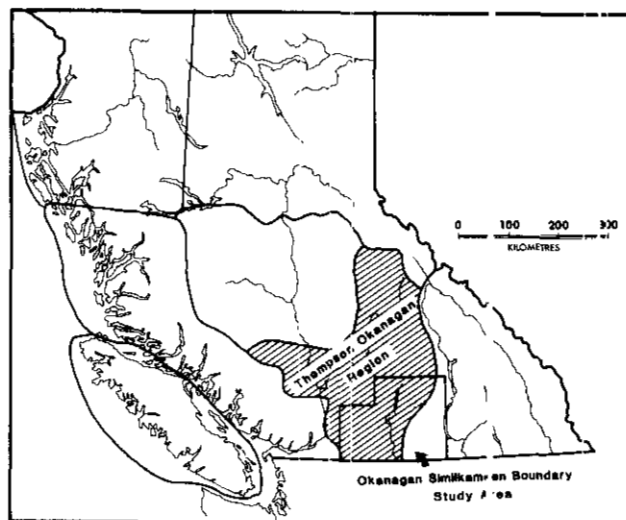 0 100 200 300
KILOMETRES
Thompson Okanagan
Region
Okanagan Similkameen Boundary
Study Area